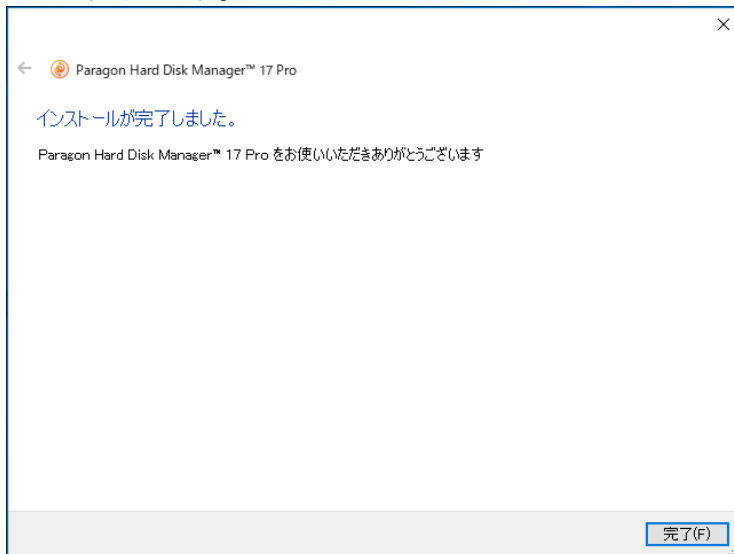 Paragon Hard Disk Manager™ 17 Pro
インストールが完了しました。
Paragon Hard Disk Manager™ 17 Pro をお使いいただきありがとうございます
完了(F)